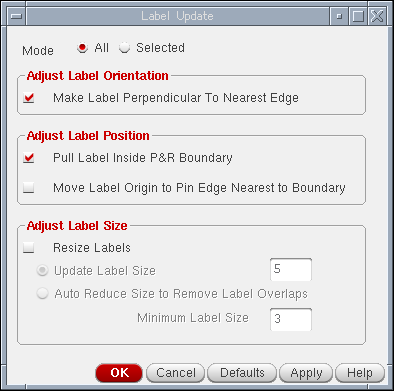 Label Update
Mode All Selected
Adjust Label Orientation
Make Label Perpendicular To Nearest Edge
Adjust Label Position
Pull Label Inside P&R Boundary
Move Label Origin to Pin Edge Nearest to Boundary
Adjust Label Size
Resize Labels
Update Label Size 5
Auto Reduce Size to Remove Label Overlaps
Minimum Label Size 3
OK Cancel Defaults Apply Help